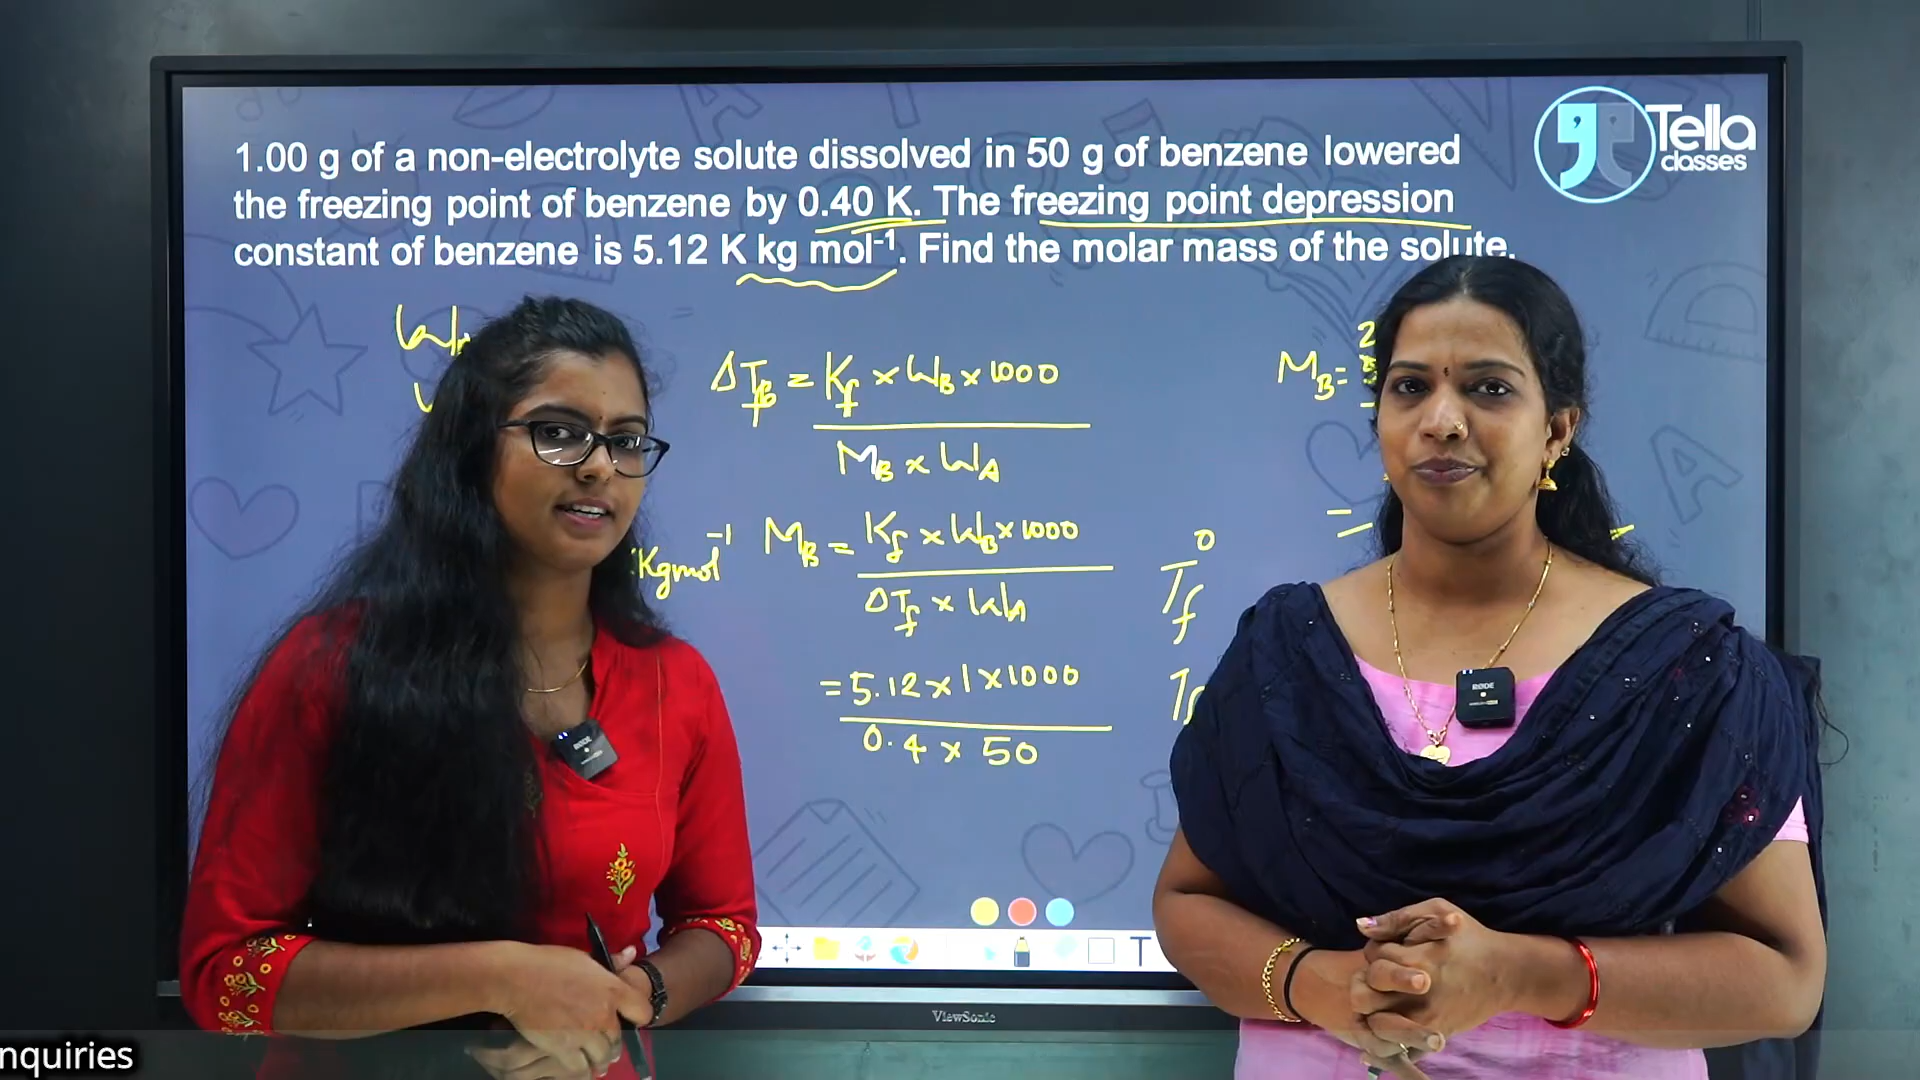 Tella
classes
1.00 g of a non-electrolyte solute dissolved in 50 g of benzene lowered
the freezing point of benzene by 0.40 K. The freezing point depression
constant of benzene is 5.12 K kg mol⁻¹. Find the molar mass of the solute.
ΔTf = Kf × WB × 1000
MB × WA
Kgmol⁻¹
MB = Kf × WB × 1000
ΔTf × WA
= 5.12 × 1 × 1000
0.4 × 50
MB =
=
Tf⁰
RØDE
RØDE
T
ViewSonic
nquiries